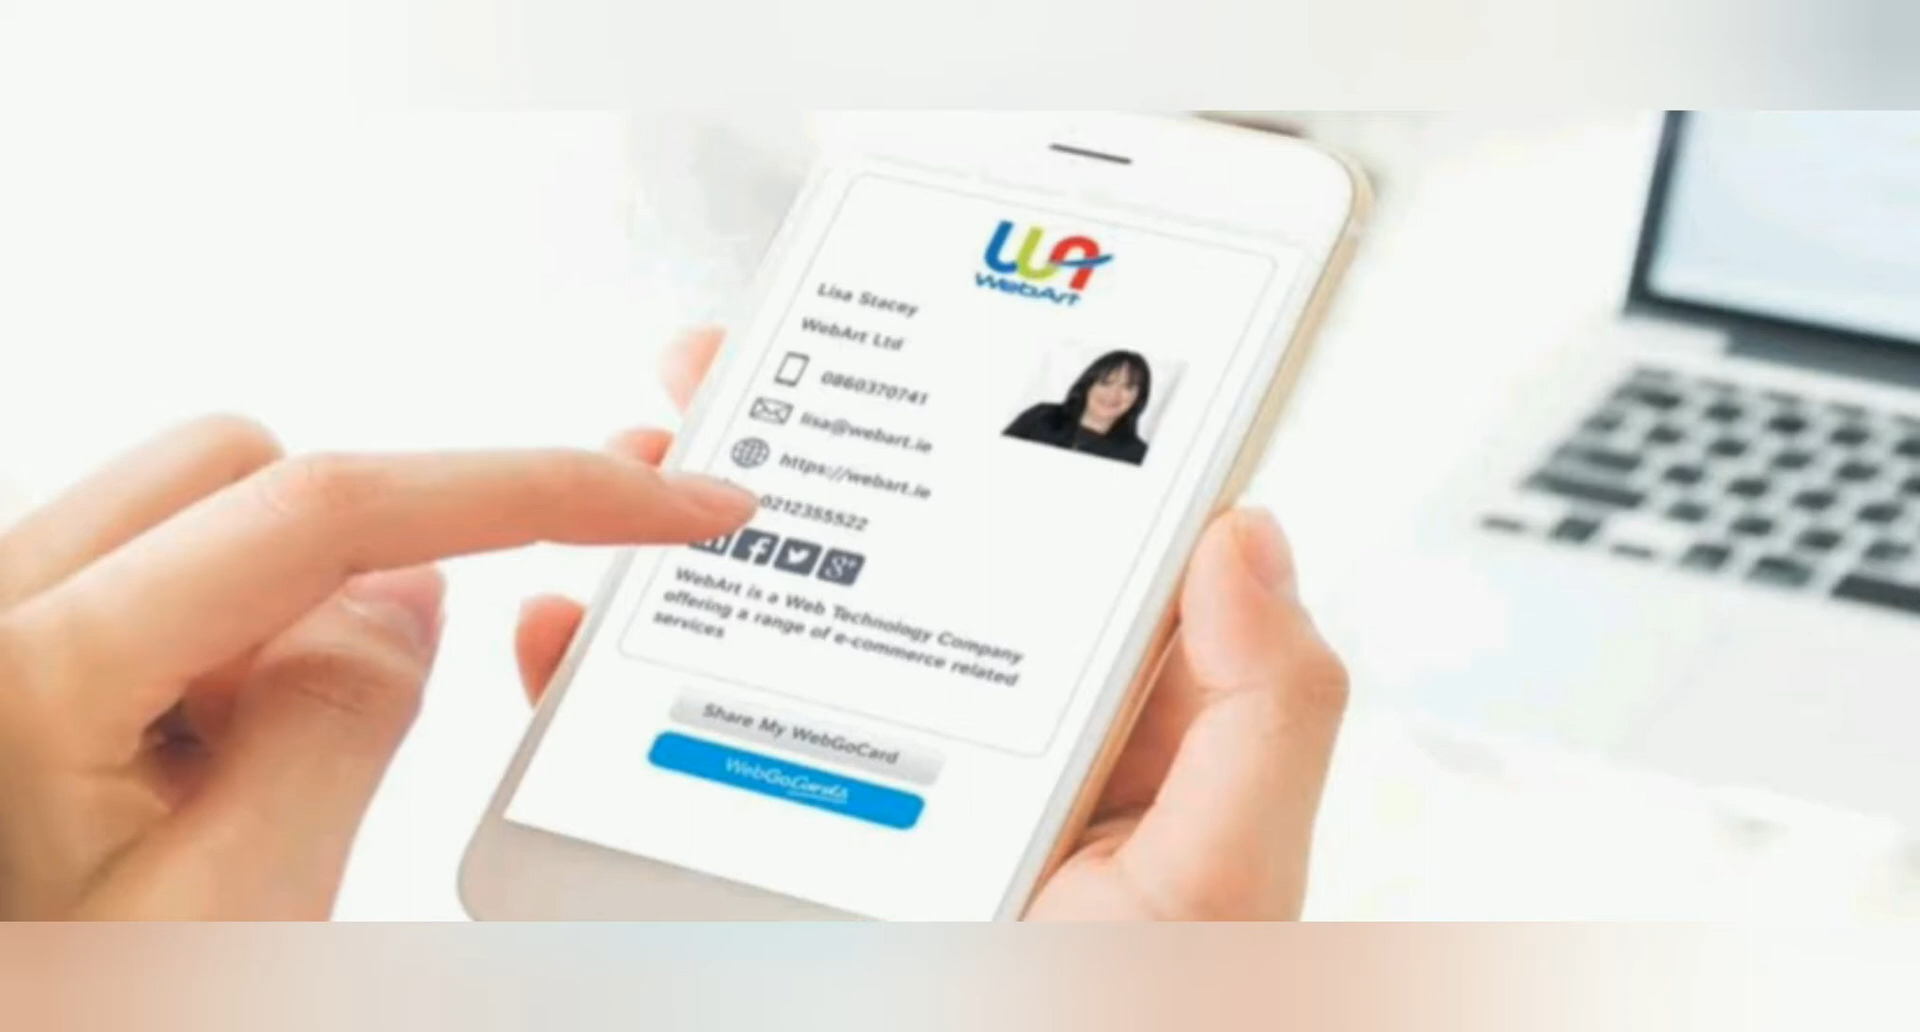 WebArt
Lisa Stacey
WebArt Ltd
0860370741
lisa@webart.ie
https://webart.ie
0212355522
in f g+
WebArt is a Web Technology Company
offering a range of e-commerce related
services
Share My WebGoCard
WebGoCards